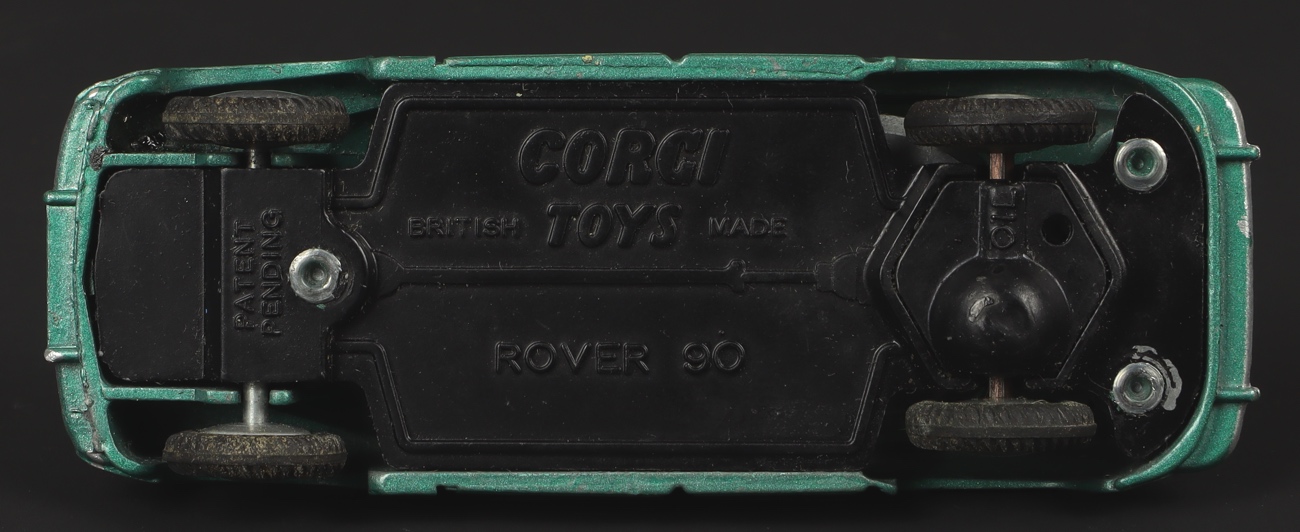 CORGI
BRITISH TOYS MADE
ROVER 90
PATENT
PENDING
OIL